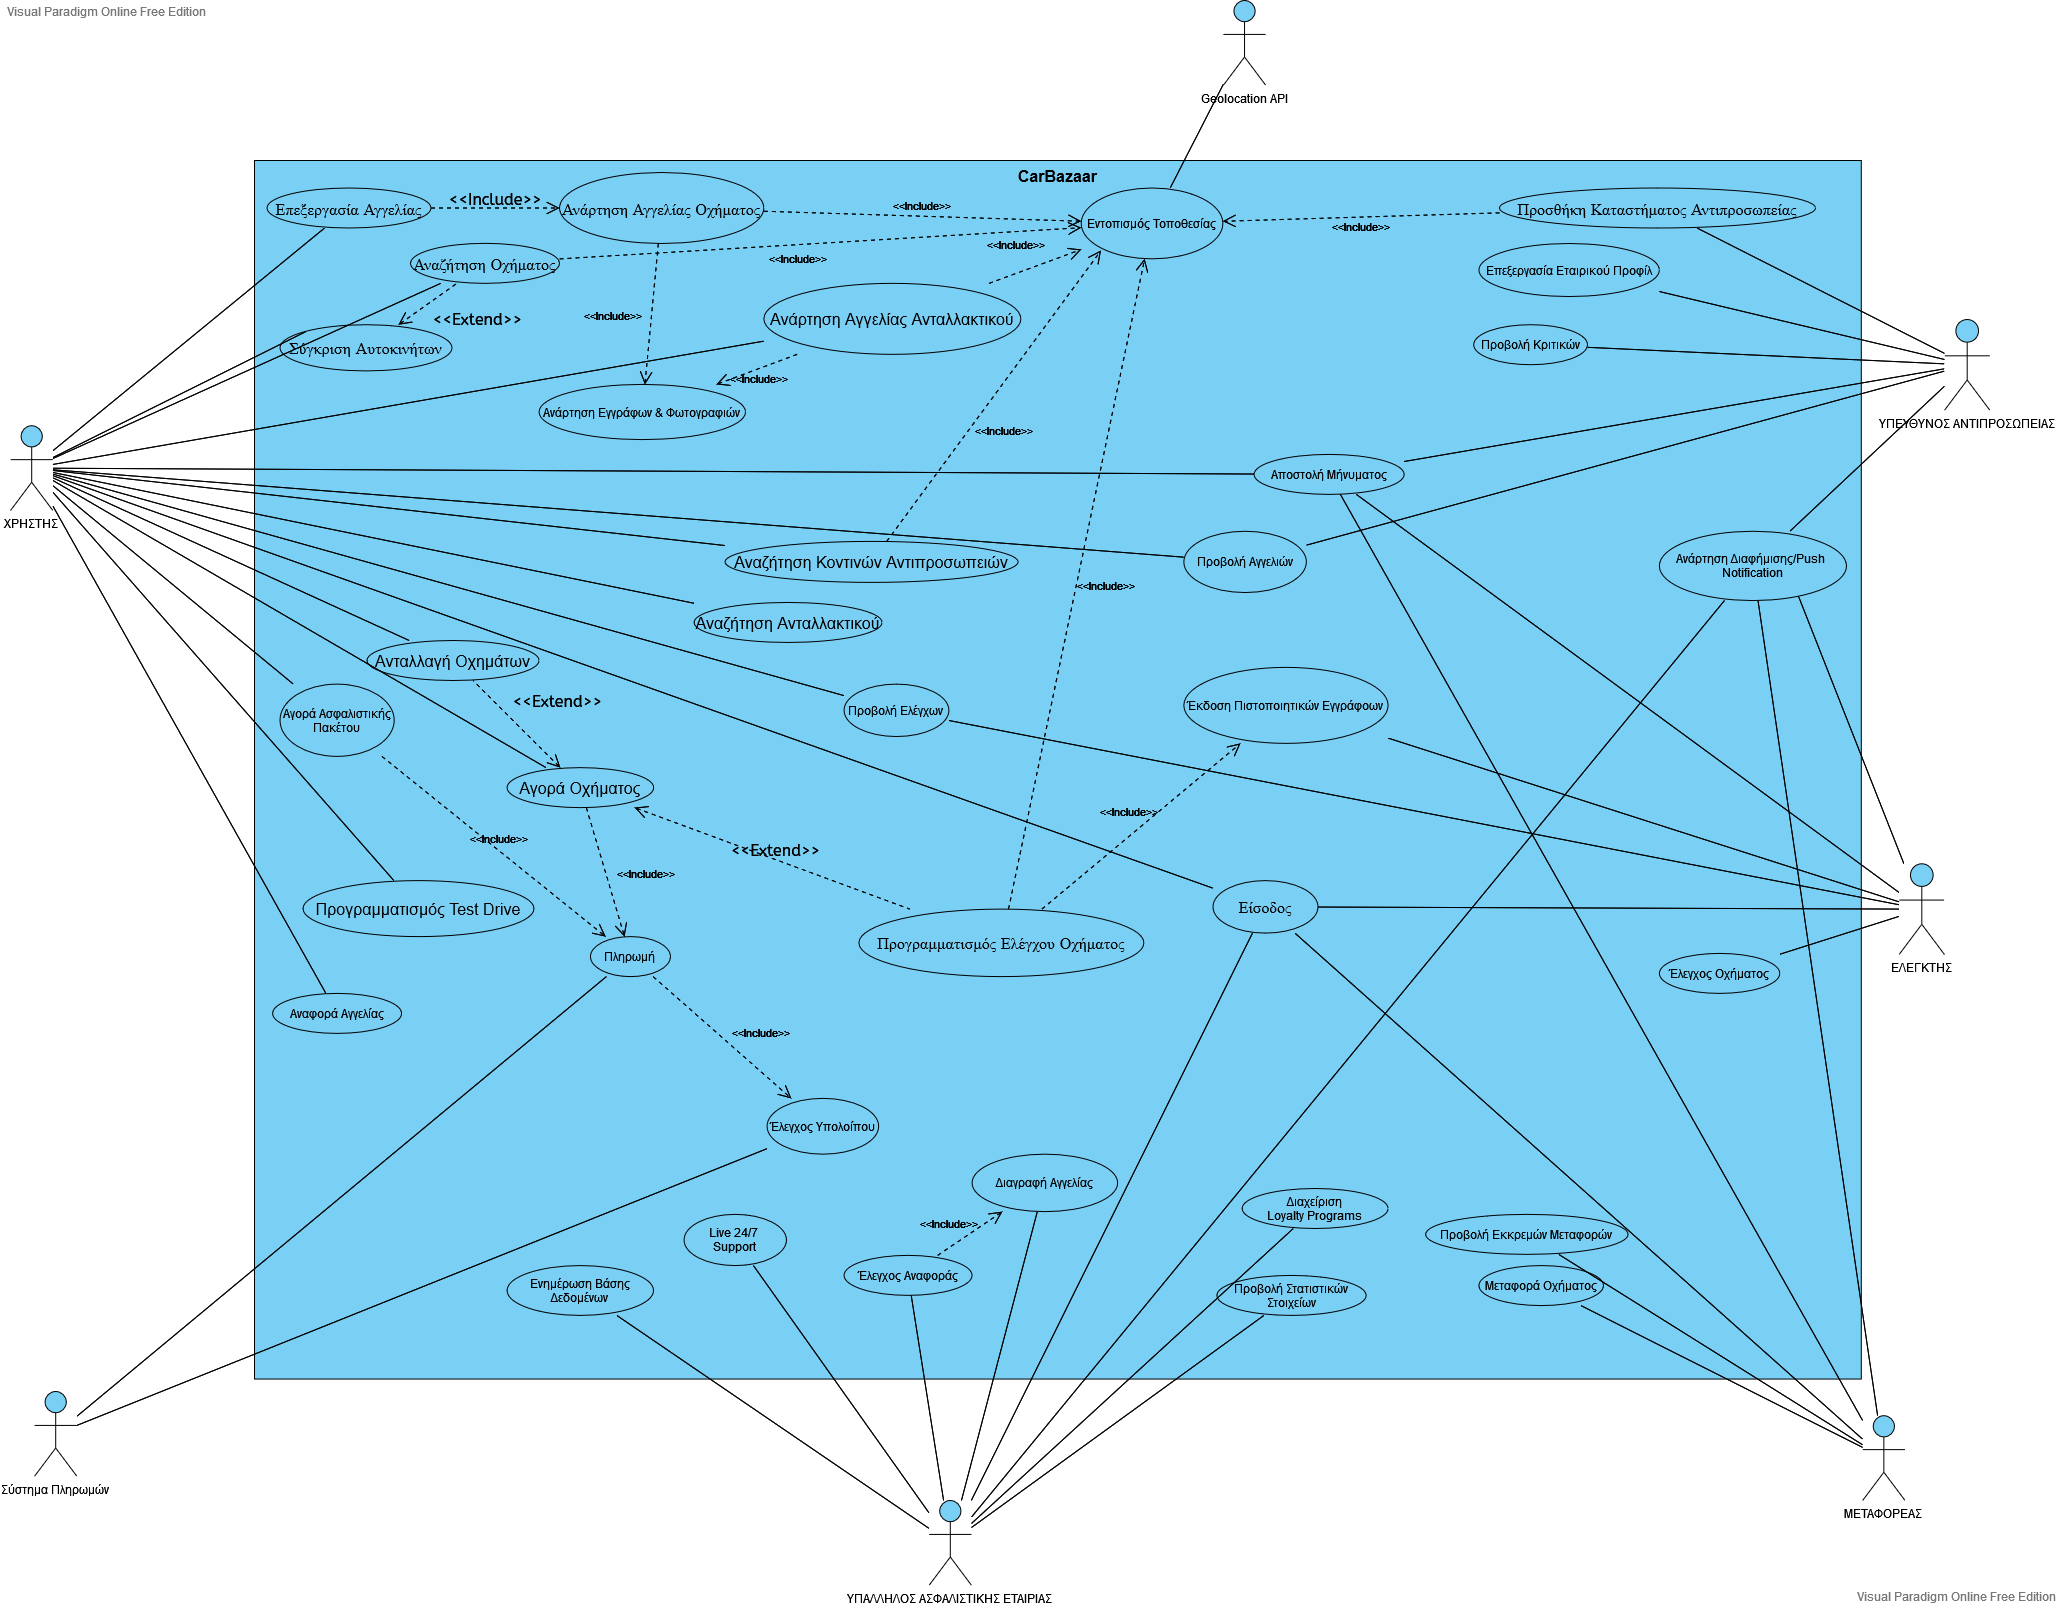 Visual Paradigm Online Free Edition
Geolocation API
CarBazaar
Επεξεργασία Αγγελίας
<<Include>>
Ανάρτηση Αγγελίας Οχήματος
<<Include>>
Εντοπισμός Τοποθεσίας
<<Include>>
Προσθήκη Καταστήματος Αντιπροσωπείας
Αναζήτηση Οχήματος
<<Include>>
<<Include>>
Επεξεργασία Εταιρικού Προφίλ
<<Extend>>
<<Include>>
Ανάρτηση Αγγελίας Ανταλλακτικού
Σύγκριση Αυτοκινήτων
Προβολή Κριτικών
<<Include>>
Ανάρτηση Εγγράφων & Φωτογραφιών
<<Include>>
ΥΠΕΥΘΥΝΟΣ ΑΝΤΙΠΡΟΣΩΠΕΙΑΣ
ΧΡΗΣΤΗΣ
Αποστολή Μήνυματος
Αναζήτηση Κοντινών Αντιπροσωπειών
Προβολή Αγγελιών
Ανάρτηση Διαφήμισης/Push
Notification
<<Include>>
Αναζήτηση Ανταλλακτικού
Ανταλλαγή Οχημάτων
<<Extend>>
Αγορά Ασφαλιστικής
Πακέτου
Προβολή Ελέγχων
Έκδοση Πιστοποιητικών Εγγράφοων
Αγορά Οχήματος
<<Include>>
<<Include>>
<<Extend>>
<<Include>>
Προγραμματισμός Test Drive
Είσοδος
Προγραμματισμός Ελέγχου Οχήματος
Πληρωμή
Έλεγχος Οχήματος
ΕΛΕΓΚΤΗΣ
Αναφορά Αγγελίας
<<Include>>
Έλεγχος Υπολοίπου
Διαγραφή Αγγελίας
<<Include>>
Διαχείριση
Loyalty Programs
Live 24/7
Support
Προβολή Εκκρεμών Μεταφορών
Έλεγχος Αναφοράς
Ενημέρωση Βάσης
Δεδομένων
Προβολή Στατιστικών
Στοιχείων
Μεταφορά Οχήματος
Σύστημα Πληρωμών
ΜΕΤΑΦΟΡΕΑΣ
ΥΠΑΛΛΗΛΟΣ ΑΣΦΑΛΙΣΤΙΚΗΣ ΕΤΑΙΡΙΑΣ
Visual Paradigm Online Free Edition